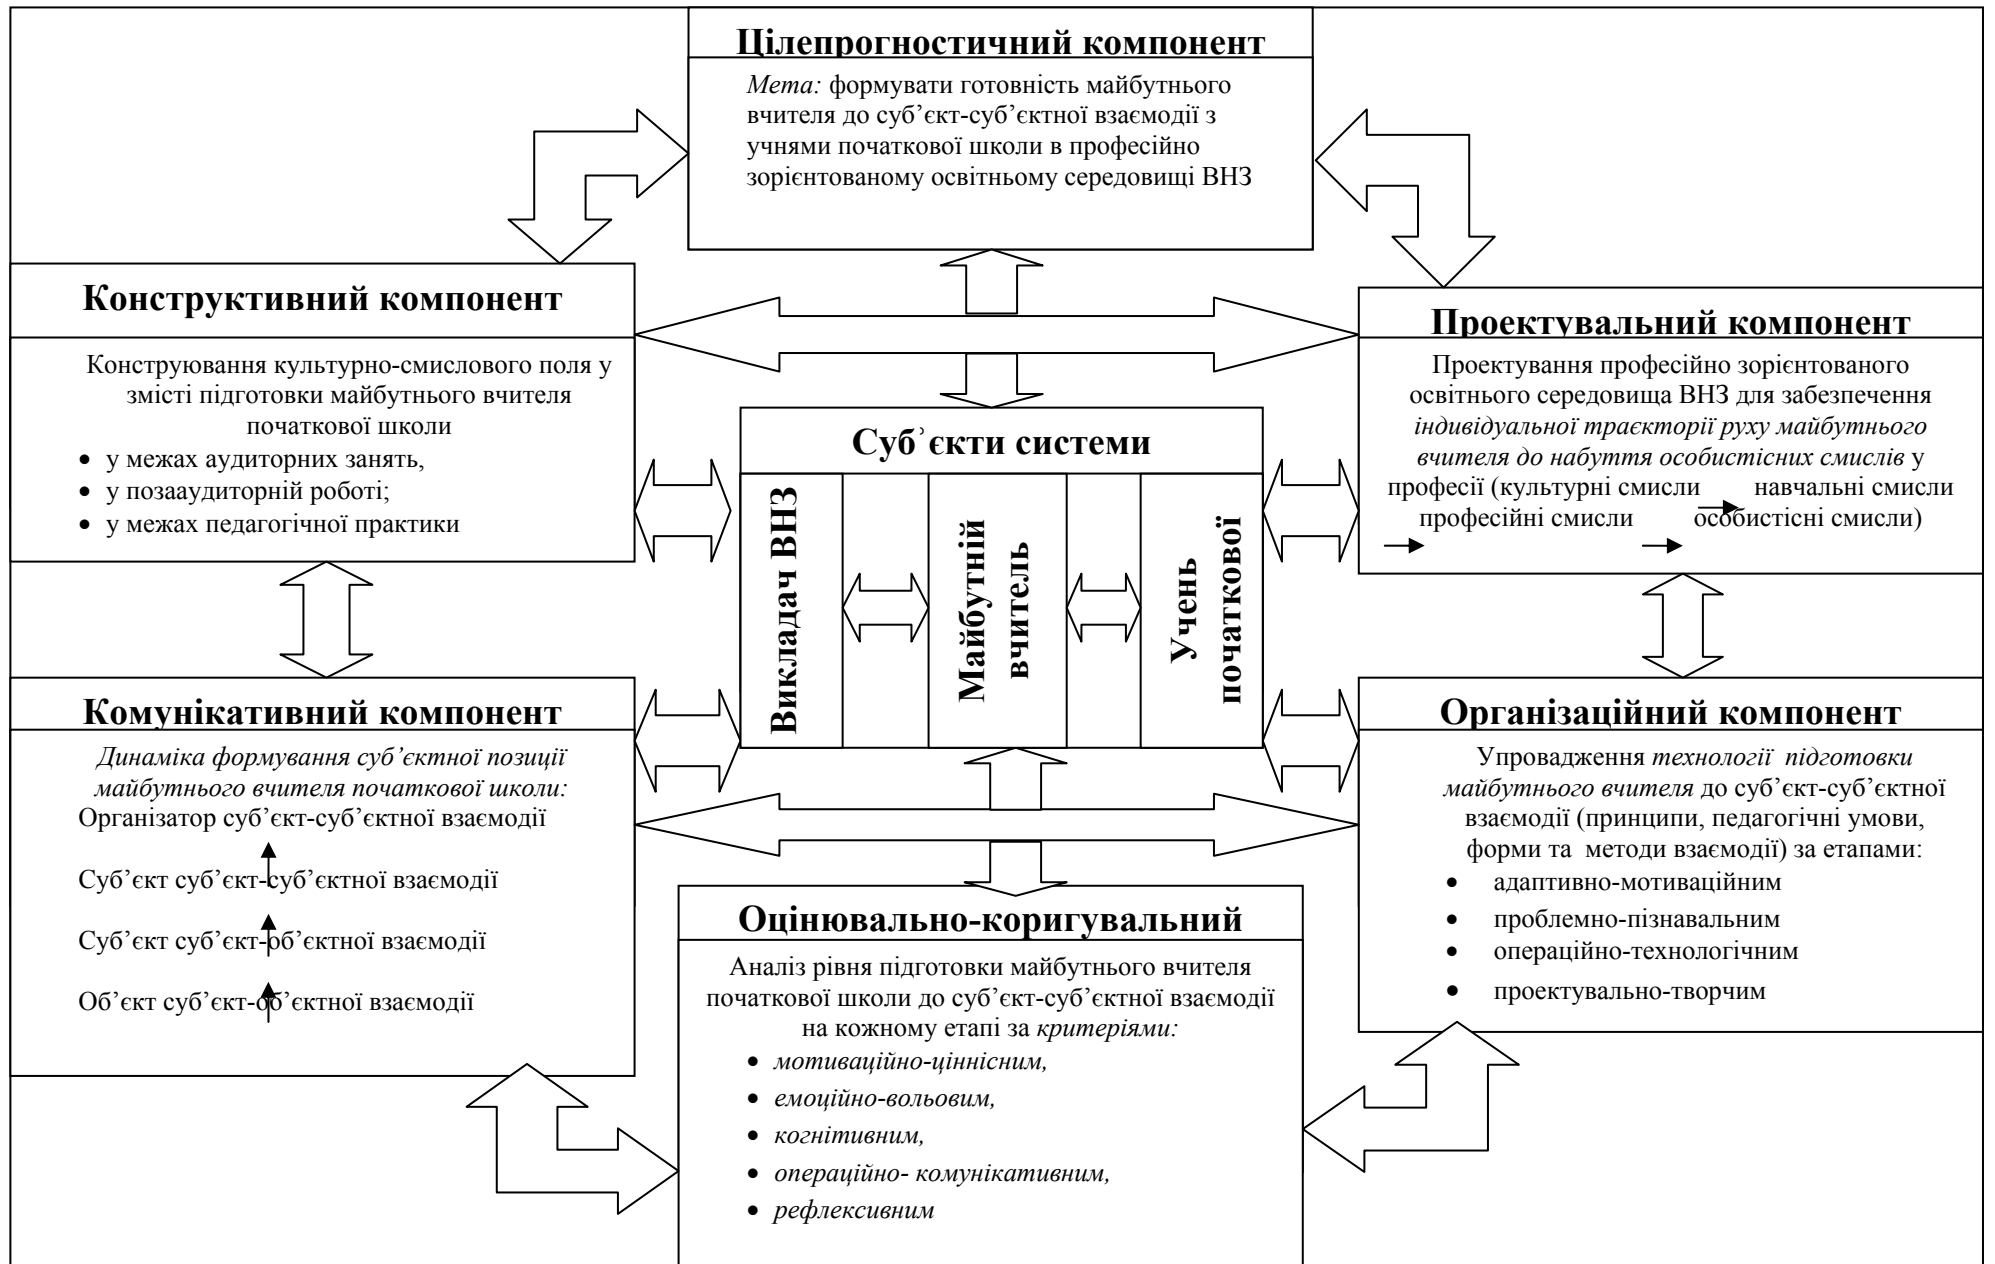 Цілепрогностичний компонент
Мета: формувати готовність майбутнього
вчителя до суб’єкт-суб’єктної взаємодії з
учнями початкової школи в професійно
зорієнтованому освітньому середовищі ВНЗ
Конструктивний компонент
Конструювання культурно-смислового поля у
змісті підготовки майбутнього вчителя
початкової школи
• у межах аудиторних занять,
• у позааудиторній роботі;
• у межах педагогічної практики
Проектувальний компонент
Проектування професійно зорієнтованого
освітнього середовища ВНЗ для забезпечення
індивідуальної траєкторії руху майбутнього
вчителя до набуття особистісних смислів у
професії (культурні смисли → навчальні смисли
→ професійні смисли → особистісні смисли)
Суб’єкти системи
Викладач ВНЗ
Майбутній
вчитель
Учень
початкової
Комунікативний компонент
Динаміка формування суб’єктної позиції
майбутнього вчителя початкової школи:
Організатор суб’єкт-суб’єктної взаємодії
Суб’єкт суб’єкт-суб’єктної взаємодії
Суб’єкт суб’єкт-об’єктної взаємодії
Об’єкт суб’єкт-об’єктної взаємодії
Організаційний компонент
Упровадження технології підготовки
майбутнього вчителя до суб’єкт-суб’єктної
взаємодії (принципи, педагогічні умови,
форми та методи взаємодії) за етапами:
• адаптивно-мотиваційним
• проблемно-пізнавальним
• операційно-технологічним
• проектувально-творчим
Оцінювально-коригувальний
Аналіз рівня підготовки майбутнього вчителя
початкової школи до суб’єкт-суб’єктної взаємодії
на кожному етапі за критеріями:
• мотиваційно-ціннісним,
• емоційно-вольовим,
• когнітивним,
• операційно- комунікативним,
• рефлексивним